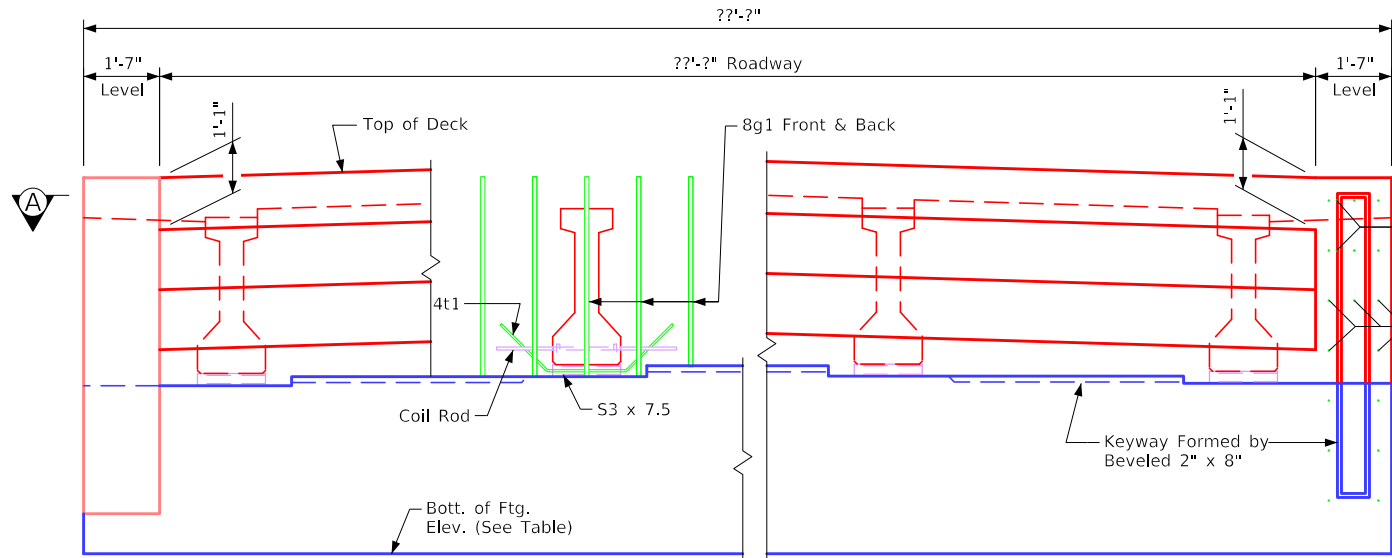 ??'-?"
1'-7"
Level
??'-?" Roadway
1'-7"
Level
1'-1"
Top of Deck
8g1 Front & Back
1'-1"
A
4t1
Coil Rod
S3 x 7.5
Keyway Formed by
Beveled 2" x 8"
Bott. of Ftg.
Elev. (See Table)